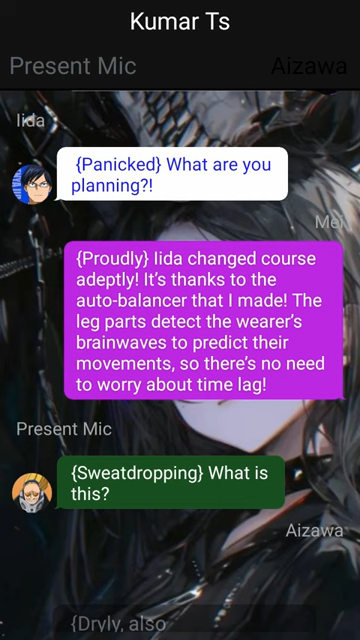 Kumar Ts
Present Mic
Aizawa
Iida
{Panicked} What are you
planning?!
Mei
{Proudly} Iida changed course
adeptly! It’s thanks to the
auto-balancer that I made! The
leg parts detect the wearer’s
brainwaves to predict their
movements, so there’s no need
to worry about time lag!
Present Mic
{Sweatdropping} What is
this?
Aizawa
{Dryly, also